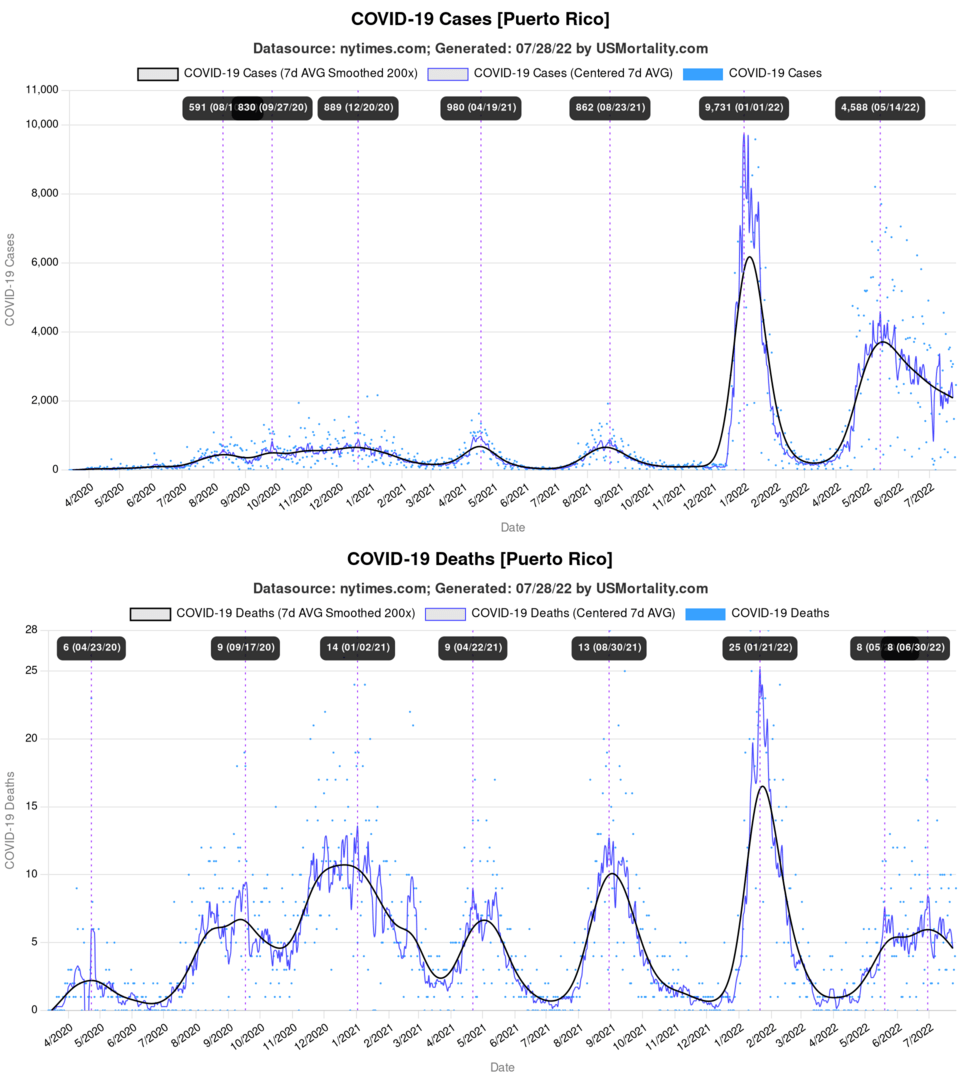 COVID-19 Cases [Puerto Rico]
Datasource: nytimes.com; Generated: 07/28/22 by USMortality.com
COVID-19 Cases (7d AVG Smoothed 200x) COVID-19 Cases (Centered 7d AVG) COVID-19 Cases
11,000
591 (08/1 830 (09/27/20) 889 (12/20/20) 980 (04/19/21) 862 (08/23/21) 9,731 (01/01/22) 4,588 (05/14/22)
10,000
8,000
6,000
4,000
2,000
0
COVID-19 Cases
4/2020 5/2020 6/2020 7/2020 8/2020 9/2020 10/2020 11/2020 12/2020 1/2021 2/2021 3/2021 4/2021 5/2021 6/2021 7/2021 8/2021 9/2021 10/2021 11/2021 12/2021 1/2022 2/2022 3/2022 4/2022 5/2022 6/2022 7/2022
Date
COVID-19 Deaths [Puerto Rico]
Datasource: nytimes.com; Generated: 07/28/22 by USMortality.com
COVID-19 Deaths (7d AVG Smoothed 200x) COVID-19 Deaths (Centered 7d AVG) COVID-19 Deaths
28
6 (04/23/20) 9 (09/17/20) 14 (01/02/21) 9 (04/22/21) 13 (08/30/21) 25 (01/21/22) 8 (05 8 (06/30/22)
25
20
15
10
5
0
COVID-19 Deaths
4/2020 5/2020 6/2020 7/2020 8/2020 9/2020 10/2020 11/2020 12/2020 1/2021 2/2021 3/2021 4/2021 5/2021 6/2021 7/2021 8/2021 9/2021 10/2021 11/2021 12/2021 1/2022 2/2022 3/2022 4/2022 5/2022 6/2022 7/2022
Date